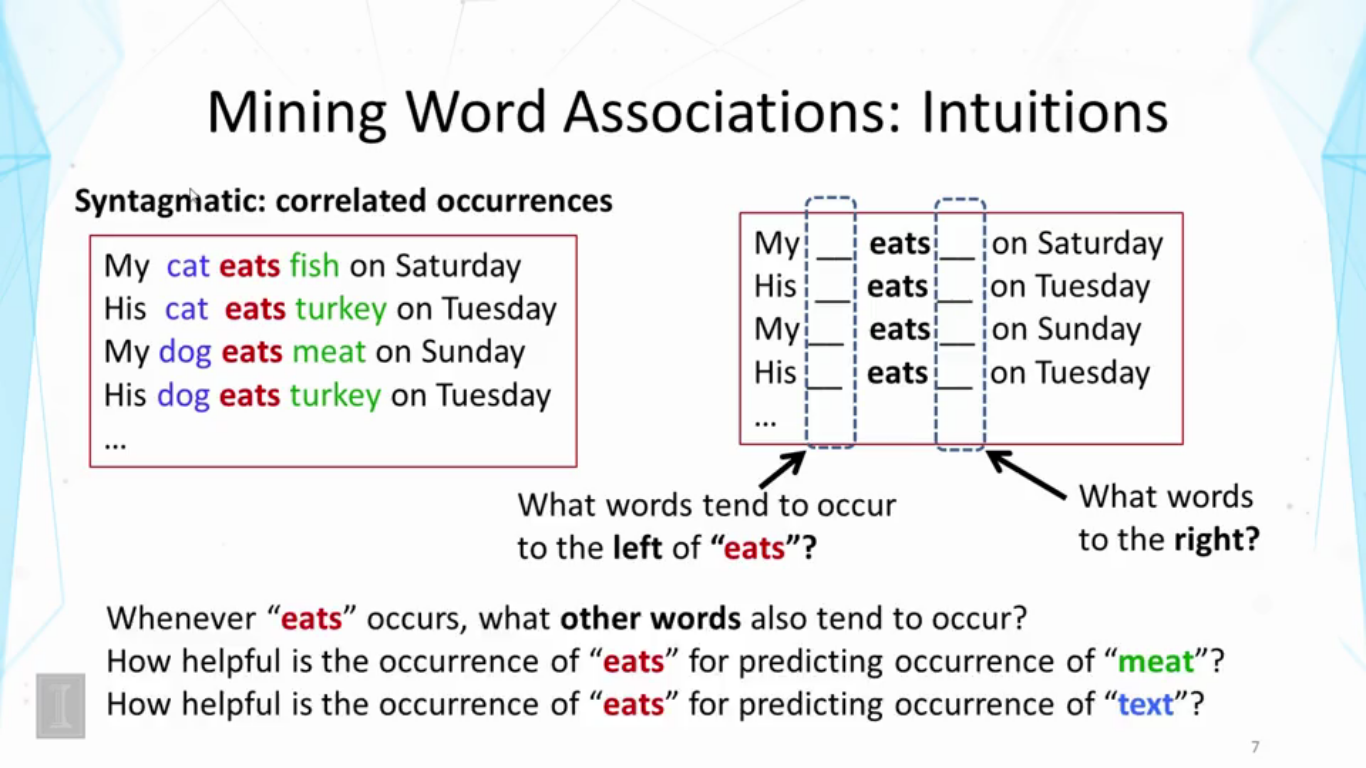 Mining Word Associations: Intuitions
Syntagmatic: correlated occurrences
My cat eats fish on Saturday
His cat eats turkey on Tuesday
My dog eats meat on Sunday
His dog eats turkey on Tuesday
...
My __ eats __ on Saturday
His __ eats __ on Tuesday
My __ eats __ on Sunday
His __ eats __ on Tuesday
...
What words tend to occur
to the left of “eats”?
What words
to the right?
Whenever “eats” occurs, what other words also tend to occur?
How helpful is the occurrence of “eats” for predicting occurrence of “meat”?
How helpful is the occurrence of “eats” for predicting occurrence of “text”?
I
7